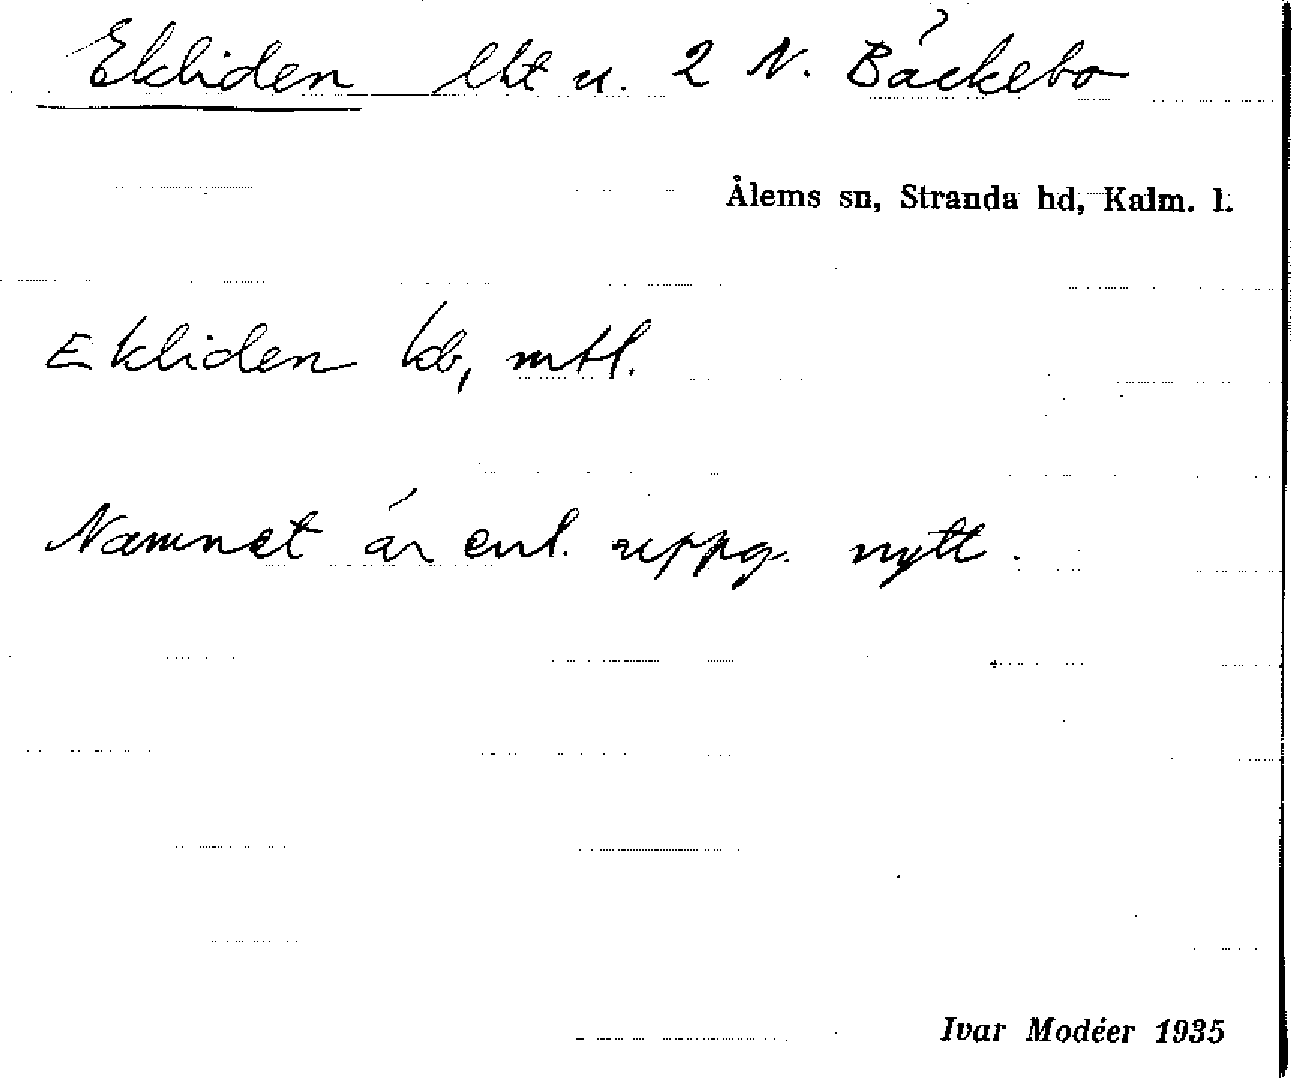 Ekliden lht u. 2 N. Bäckebo
Ålems sn, Stranda hd, Kalm. l.
Ekliden kb, mtl.
Namnet är enl. uppg. nytt.
Ivar Modéer 1935